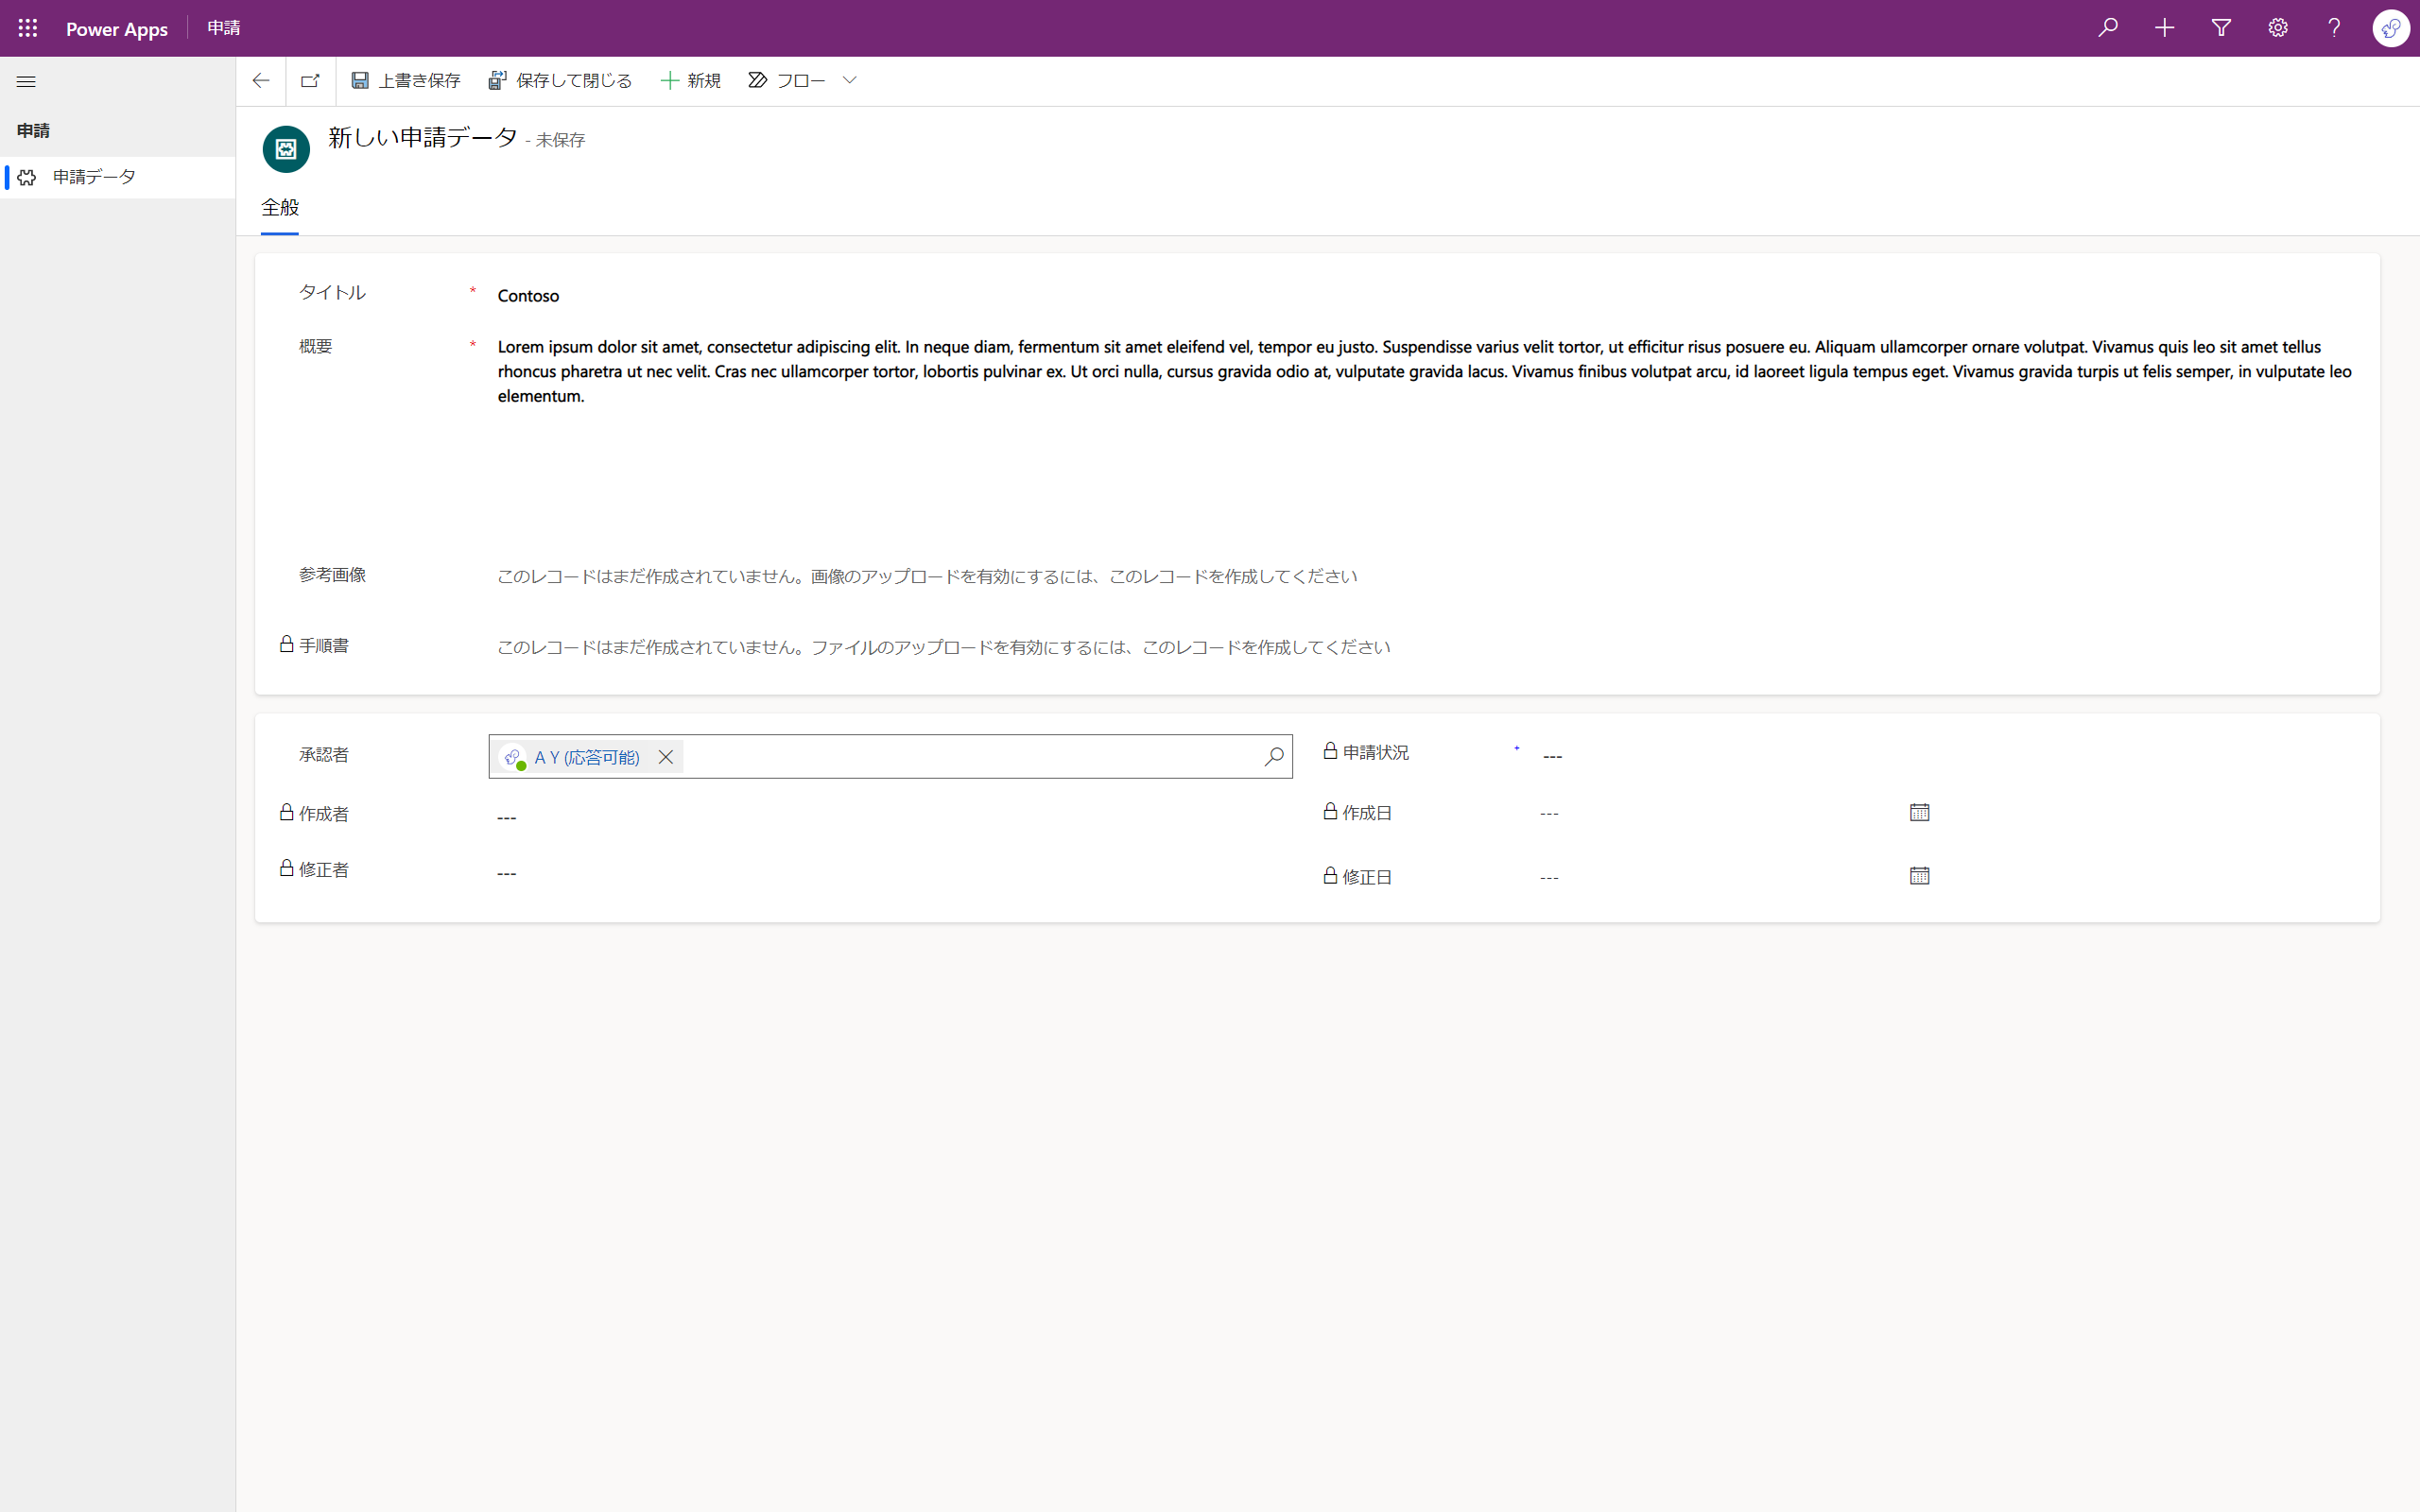 Power Apps 申請
上書き保存 保存して閉じる 新規 フロー
申請
新しい申請データ - 未保存
申請データ
全般
タイトル * Contoso
概要 * Lorem ipsum dolor sit amet, consectetur adipiscing elit. In neque diam, fermentum sit amet eleifend vel, tempor eu justo. Suspendisse varius velit tortor, ut efficitur risus posuere eu. Aliquam ullamcorper ornare volutpat. Vivamus quis leo sit amet tellus
rhoncus pharetra ut nec velit. Cras nec ullamcorper tortor, lobortis pulvinar ex. Ut orci nulla, cursus gravida odio at, vulputate gravida lacus. Vivamus finibus volutpat arcu, id laoreet ligula tempus eget. Vivamus gravida turpis ut felis semper, in vulputate leo
elementum.
参考画像 このレコードはまだ作成されていません。画像のアップロードを有効にするには、このレコードを作成してください
手順書 このレコードはまだ作成されていません。ファイルのアップロードを有効にするには、このレコードを作成してください
承認者 A Y (応答可能) 申請状況 + ---
作成者 --- 作成日 ---
修正者 --- 修正日 ---